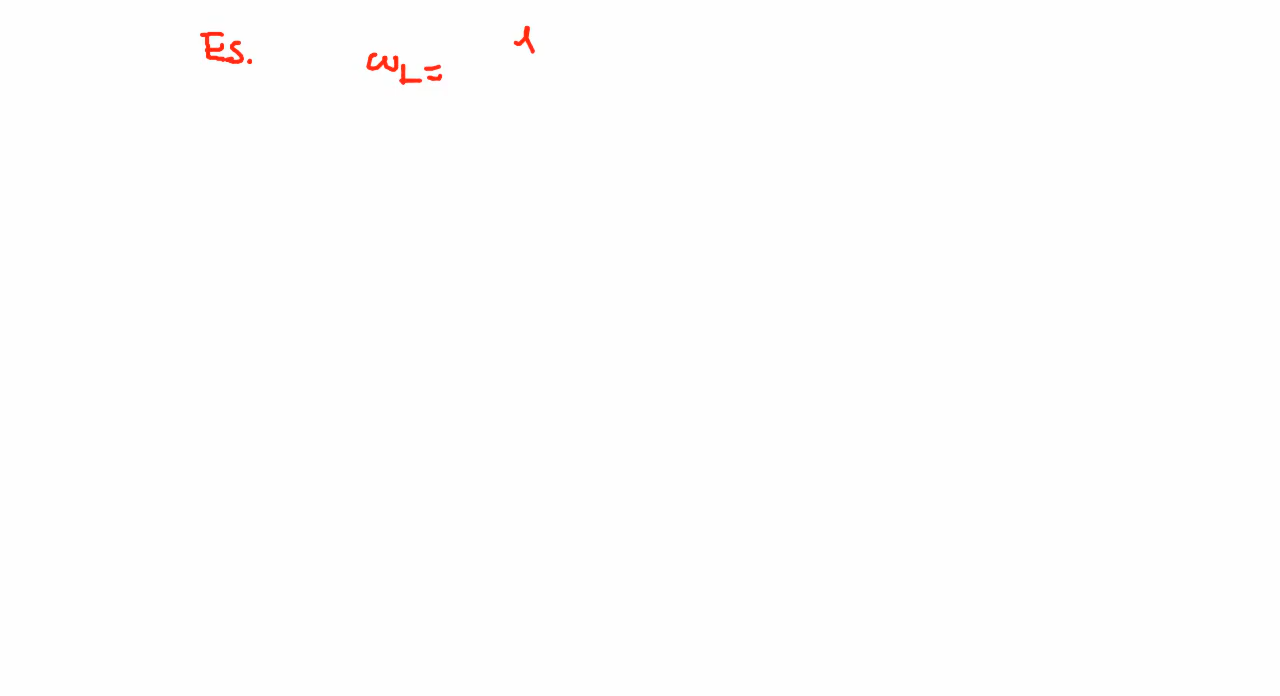 Es. ω_L = 1